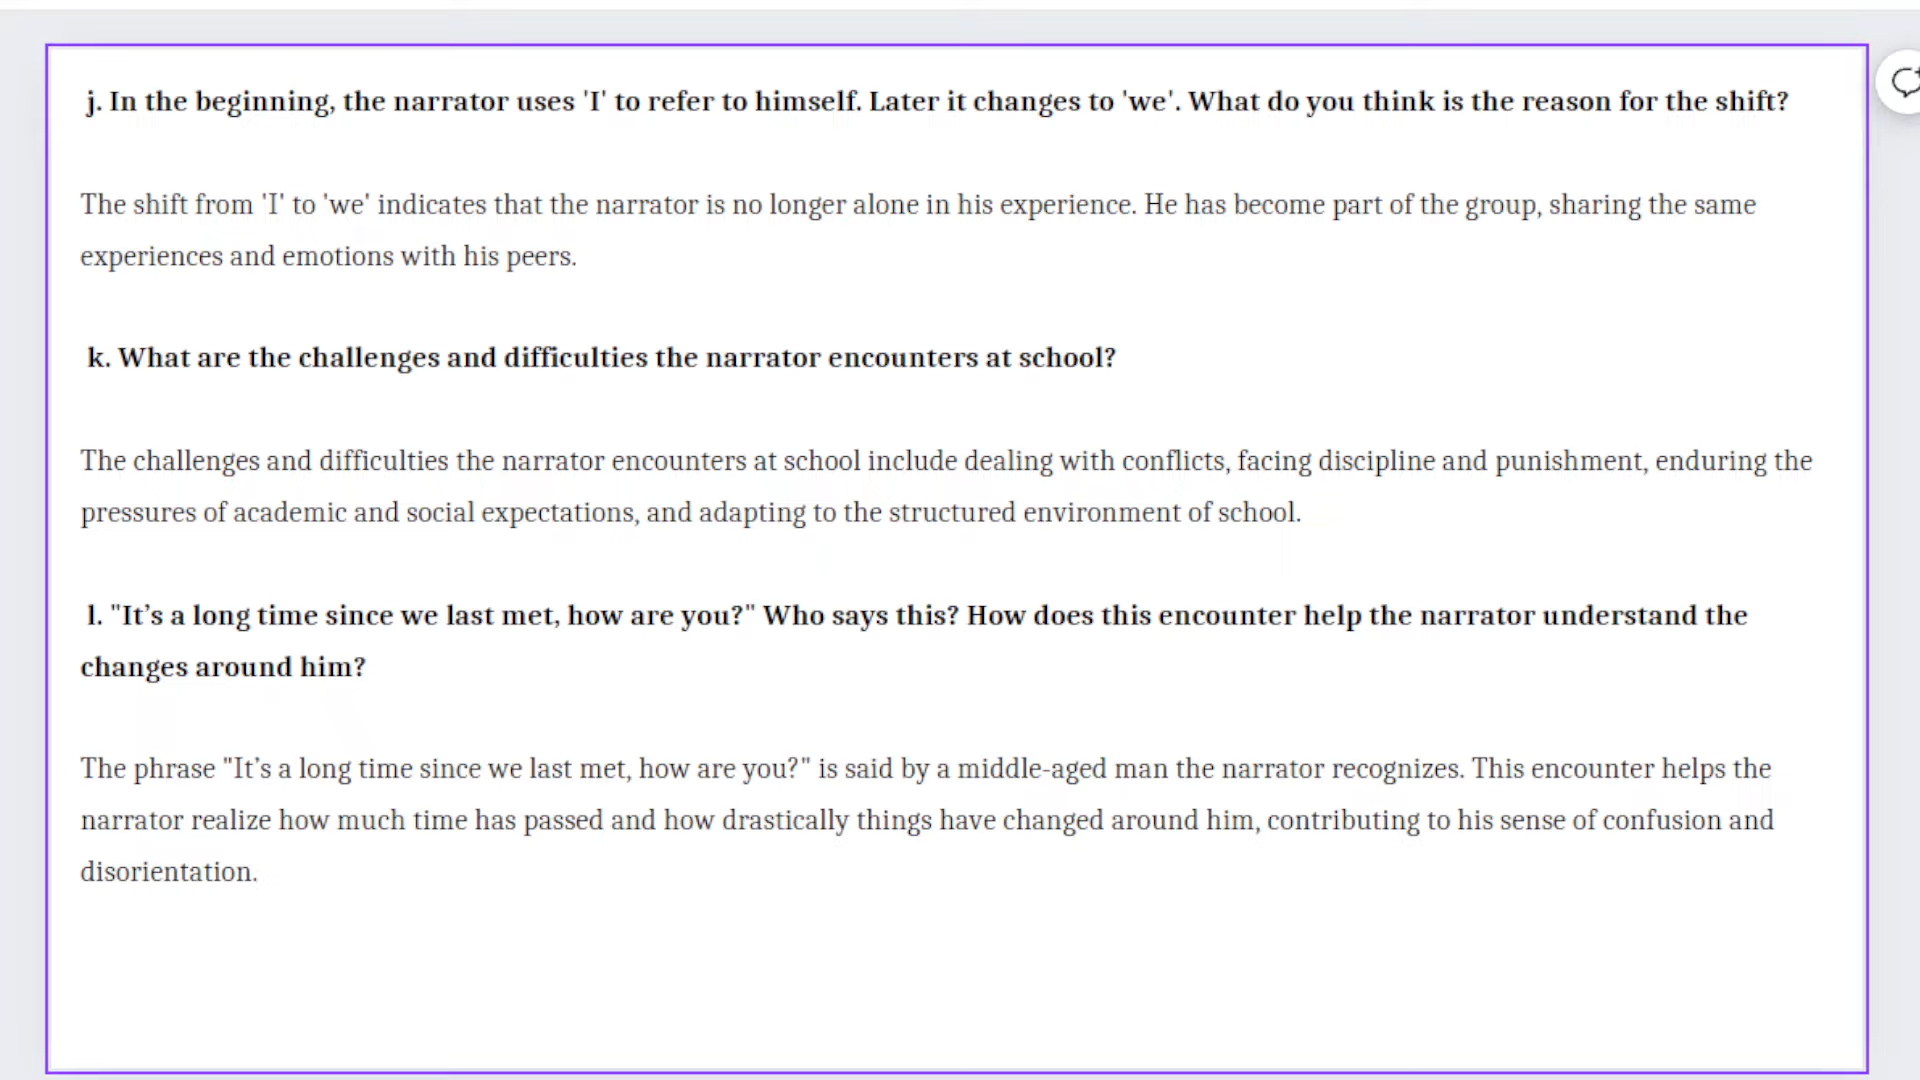 j. In the beginning, the narrator uses 'I' to refer to himself. Later it changes to 'we'. What do you think is the reason for the shift?
The shift from 'I' to 'we' indicates that the narrator is no longer alone in his experience. He has become part of the group, sharing the same
experiences and emotions with his peers.
k. What are the challenges and difficulties the narrator encounters at school?
The challenges and difficulties the narrator encounters at school include dealing with conflicts, facing discipline and punishment, enduring the
pressures of academic and social expectations, and adapting to the structured environment of school.
l. "It’s a long time since we last met, how are you?" Who says this? How does this encounter help the narrator understand the
changes around him?
The phrase "It’s a long time since we last met, how are you?" is said by a middle-aged man the narrator recognizes. This encounter helps the
narrator realize how much time has passed and how drastically things have changed around him, contributing to his sense of confusion and
disorientation.